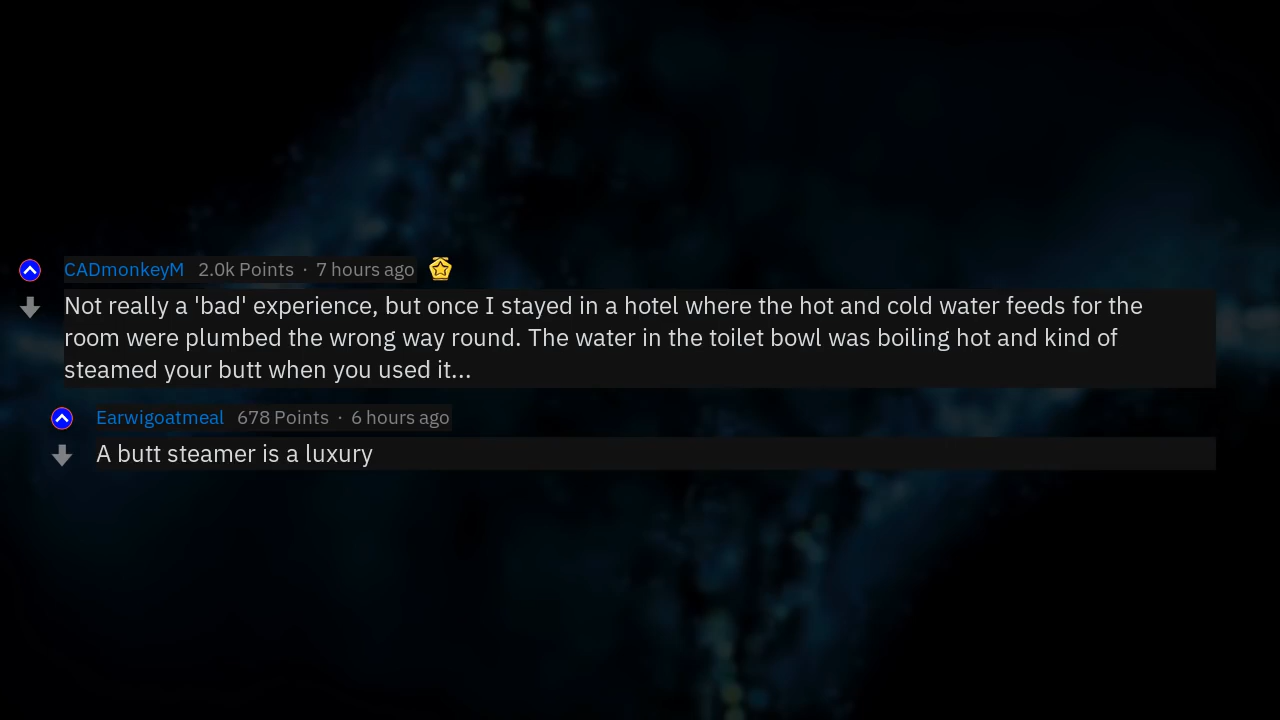 CADmonkeyM 2.0k Points · 7 hours ago
Not really a 'bad' experience, but once I stayed in a hotel where the hot and cold water feeds for the
room were plumbed the wrong way round. The water in the toilet bowl was boiling hot and kind of
steamed your butt when you used it...
Earwigoatmeal 678 Points · 6 hours ago
A butt steamer is a luxury